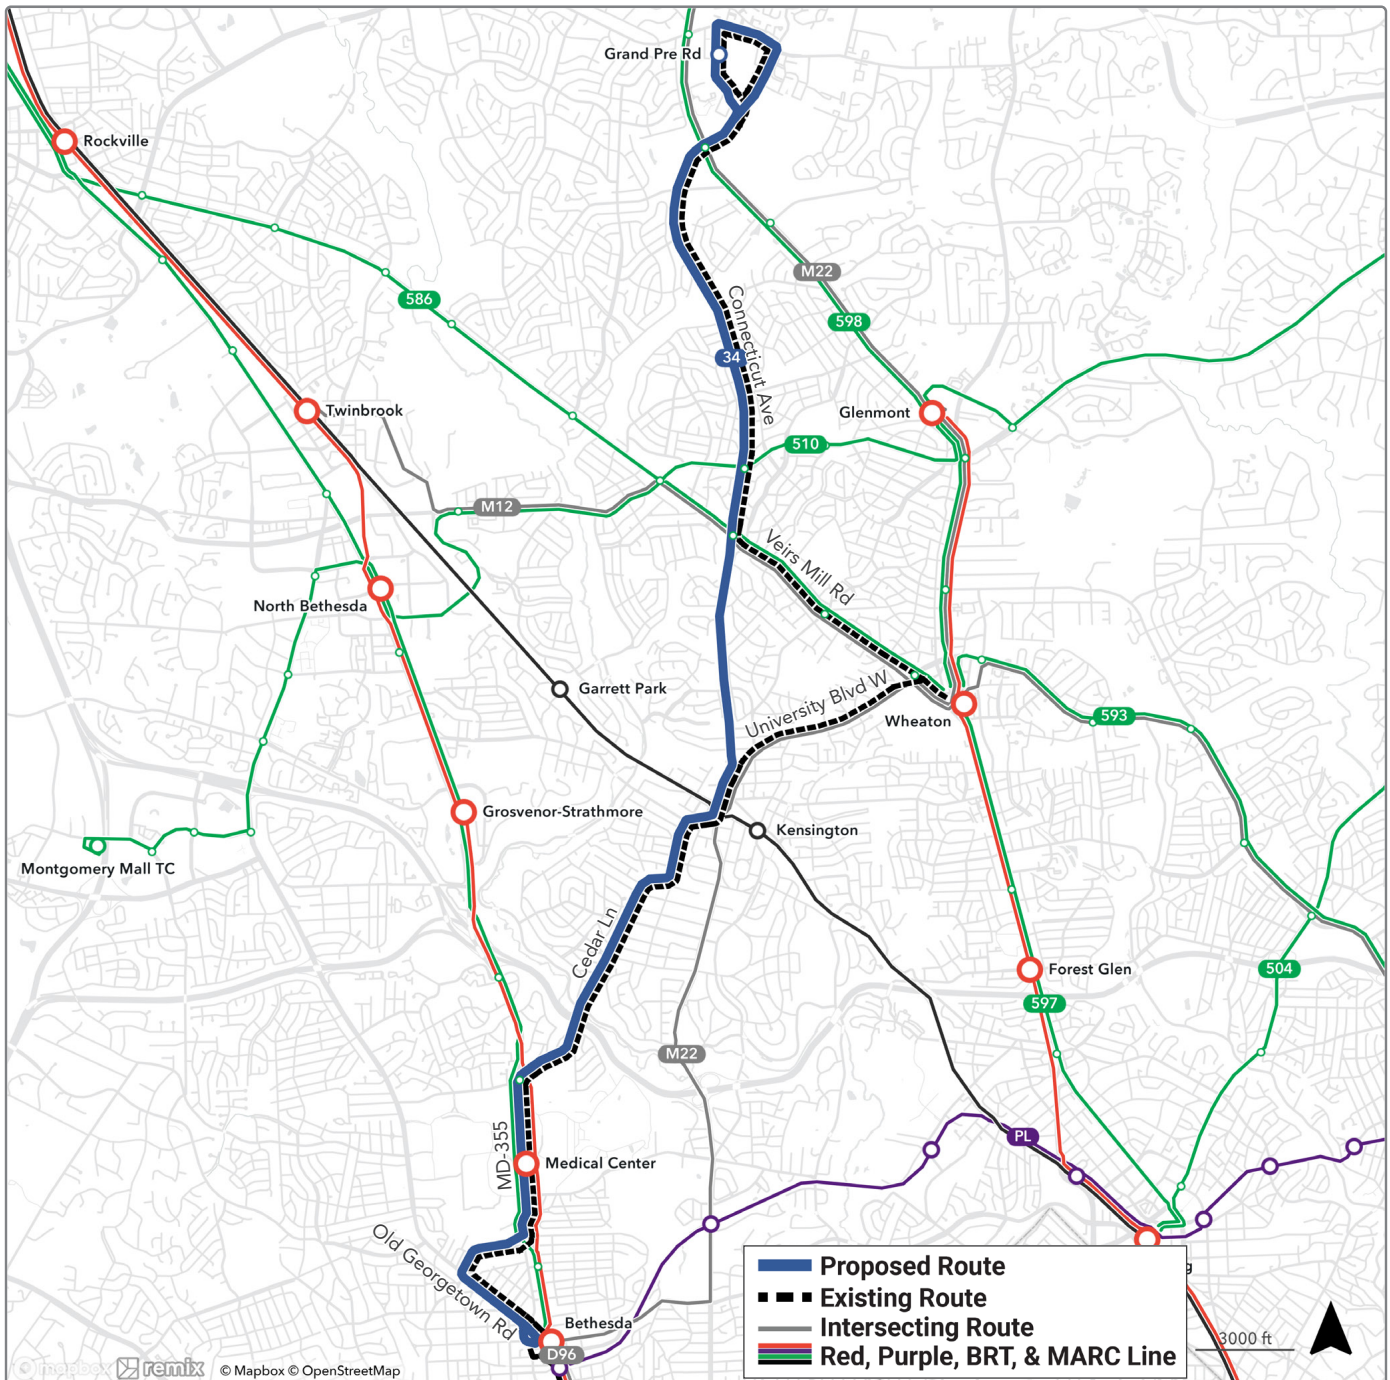 Grand Pre Rd
Rockville
M22
586
598
Connecticut Ave
34
Twinbrook
Glenmont
510
M12
Veirs Mill Rd
North Bethesda
Garrett Park
University Blvd W
Wheaton
593
Grosvenor-Strathmore
Kensington
Montgomery Mall TC
Cedar Ln
Forest Glen
504
597
M22
PL
MD-355
Medical Center
Old Georgetown Rd
Bethesda
D96
Proposed Route
Existing Route
Intersecting Route
Red, Purple, BRT, & MARC Line
g
3000 ft
mapbox
remix
© Mapbox © OpenStreetMap